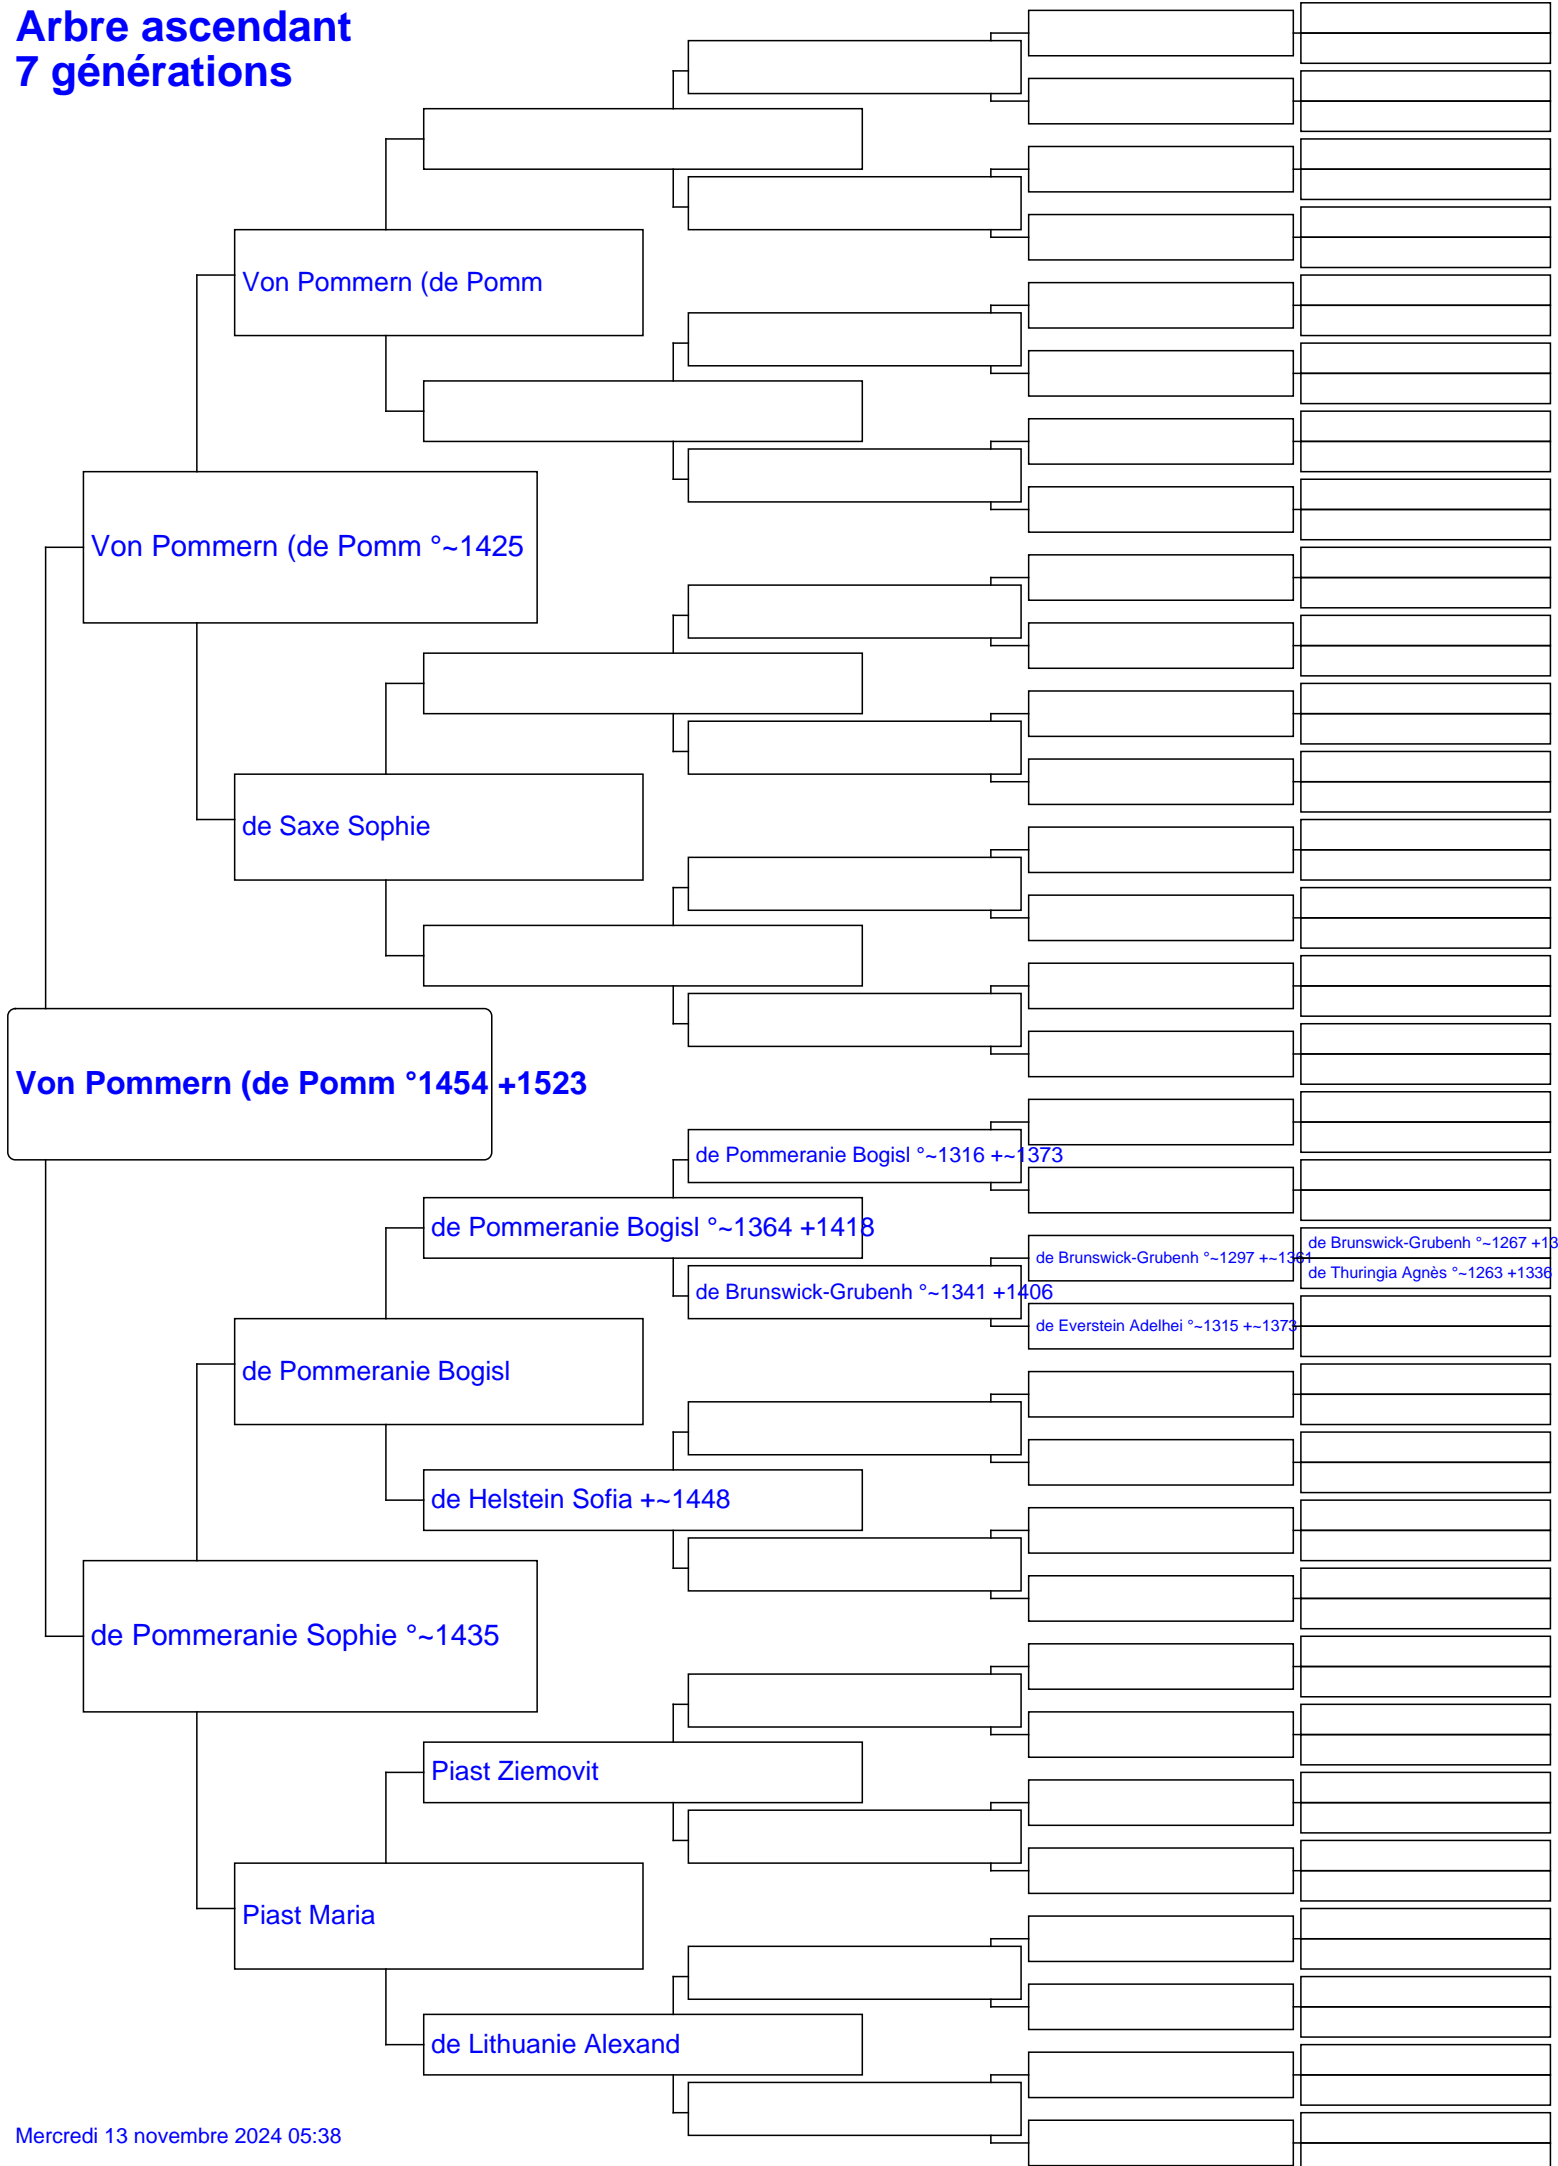 Arbre ascendant
7 générations
Von Pommern (de Pomm
Von Pommern (de Pomm °~1425
de Saxe Sophie
Von Pommern (de Pomm °1454 +1523
de Pommeranie Bogisl °~1316 +~1373
de Pommeranie Bogisl °~1364 +1418
de Brunswick-Grubenh °~1267 +13
de Brunswick-Grubenh °~1297 +~1361
de Thuringia Agnès °~1263 +1336
de Brunswick-Grubenh °~1341 +1406
de Everstein Adelhei °~1315 +~1373
de Pommeranie Bogisl
de Helstein Sofia +~1448
de Pommeranie Sophie °~1435
Piast Ziemovit
Piast Maria
de Lithuanie Alexand
Mercredi 13 novembre 2024 05:38